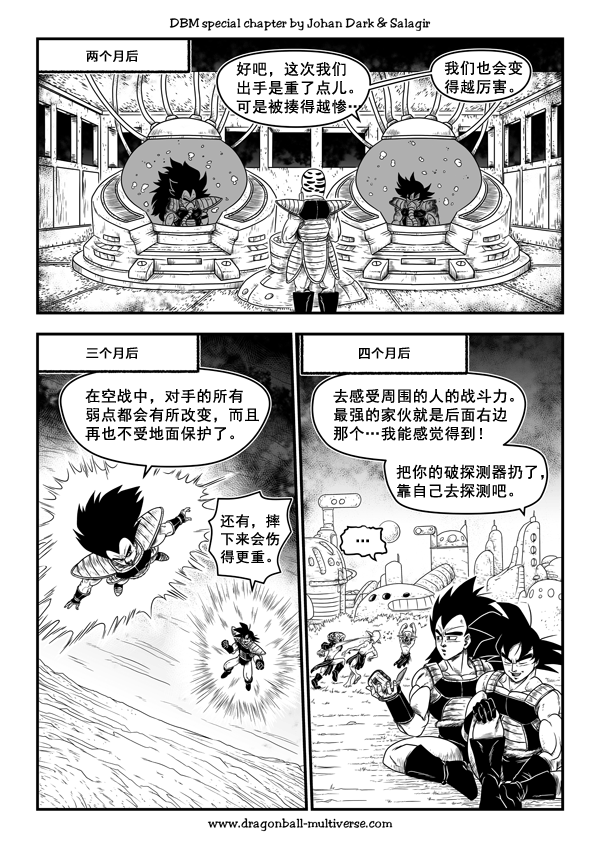 DBM special chapter by Johan Dark & Salagir
两个月后
好吧，这次我们
出手是重了点儿。
可是被揍得越惨…
我们也会变
得越厉害。
三个月后
在空战中，对手的所有
弱点都会有所改变，而且
再也不受地面保护了。
还有，摔
下来会伤
得更重。
四个月后
去感受周围的人的战斗力。
最强的家伙就是后面右边
那个…我能感觉得到！
把你的破探测器扔了，
靠自己去探测吧。
…
www.dragonball-multiverse.com